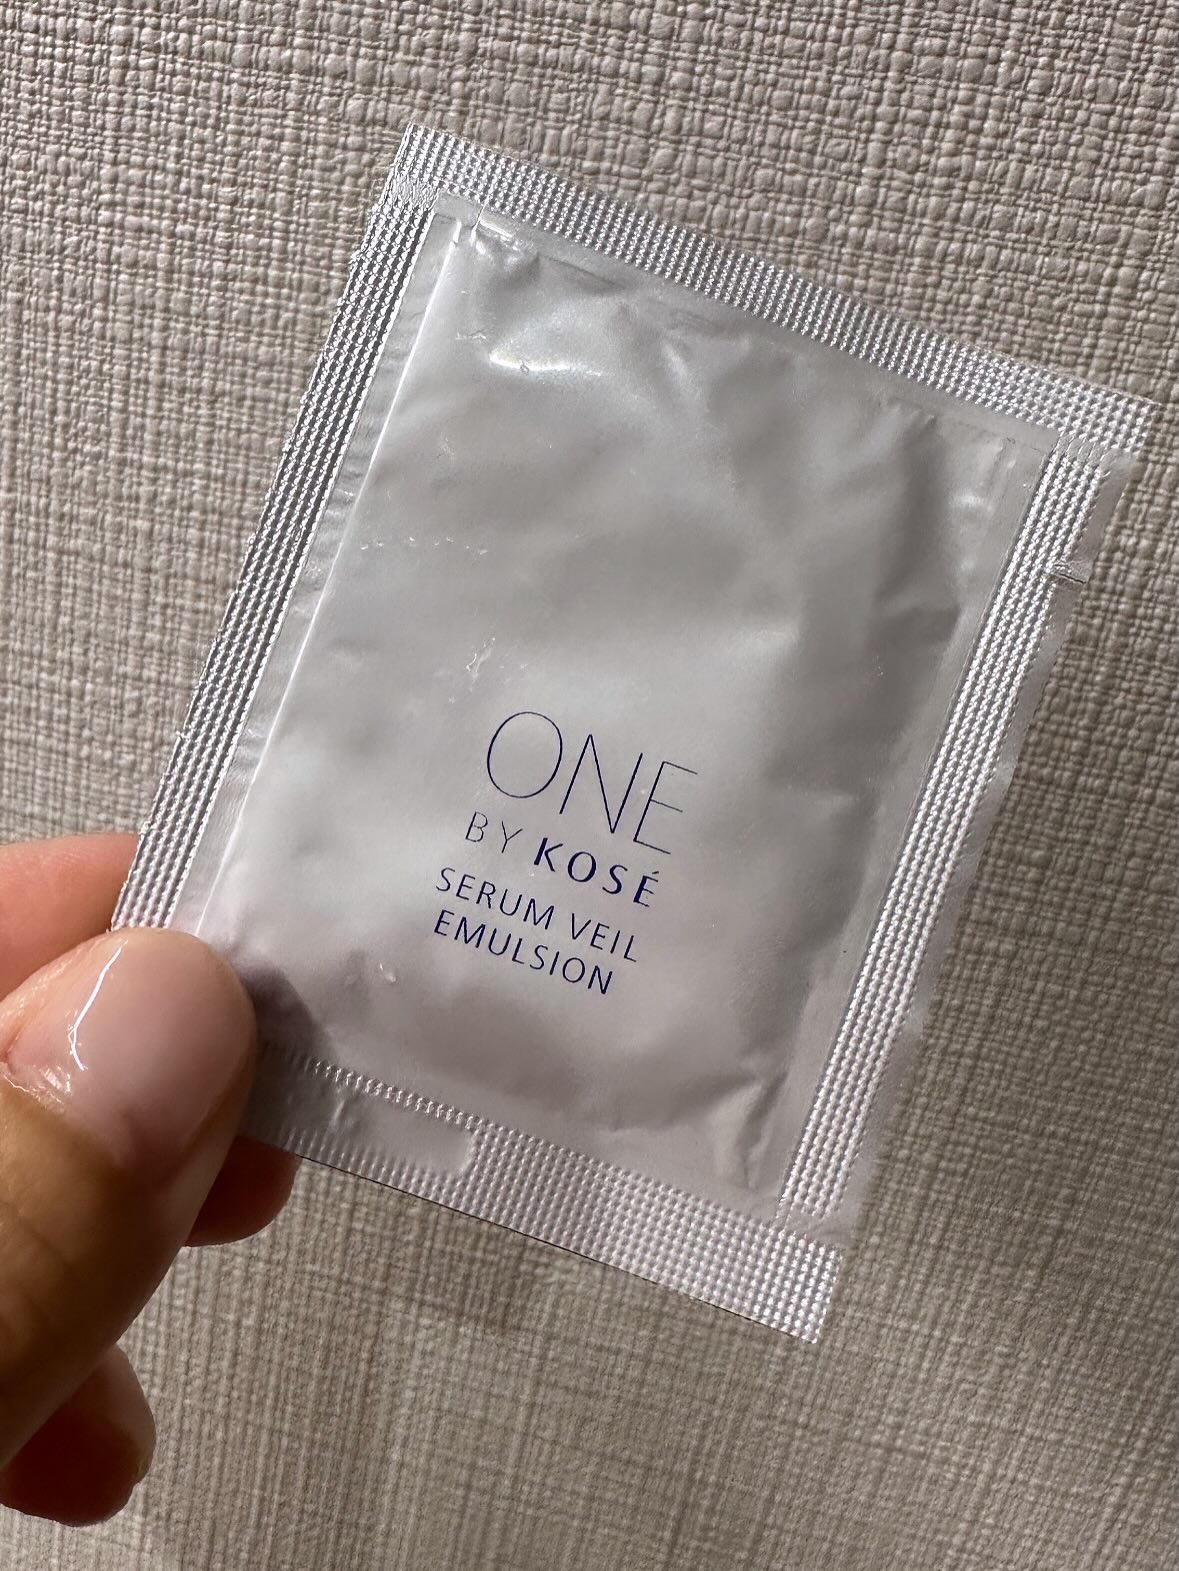 ONE
BY KOSÉ
SERUM VEIL
EMULSION